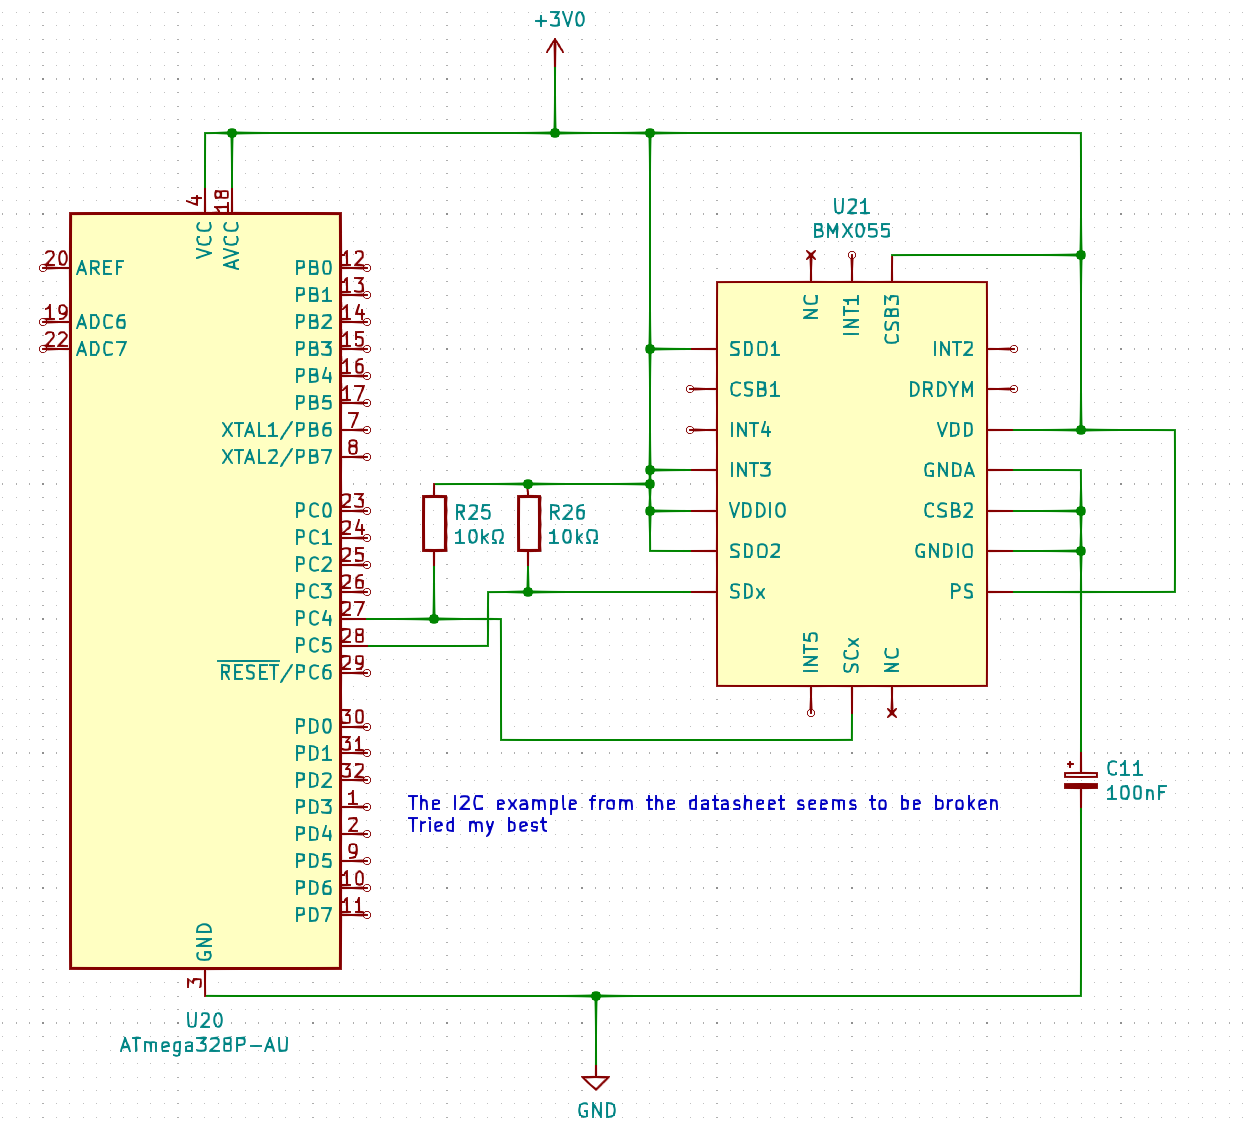 +3V0
4
18
VCC
AVCC
20
AREF
19
ADC6
22
ADC7
PB0
12
PB1
13
PB2
14
PB3
15
PB4
16
PB5
17
XTAL1/PB6
7
XTAL2/PB7
8
PC0
23
PC1
24
PC2
25
PC3
26
PC4
27
PC5
28
RESET/PC6
29
PD0
30
PD1
31
PD2
32
PD3
1
PD4
2
PD5
9
PD6
10
PD7
11
GND
3
U20
ATmega328P-AU
R25
10kΩ
R26
10kΩ
U21
BMX055
NC
INT1
CSB3
SDO1
CSB1
INT4
INT3
VDDIO
SDO2
SDx
INT2
DRDYM
VDD
GNDA
CSB2
GNDIO
PS
INT5
SCx
NC
+
C11
100nF
The I2C example from the datasheet seems to be broken
Tried my best
GND